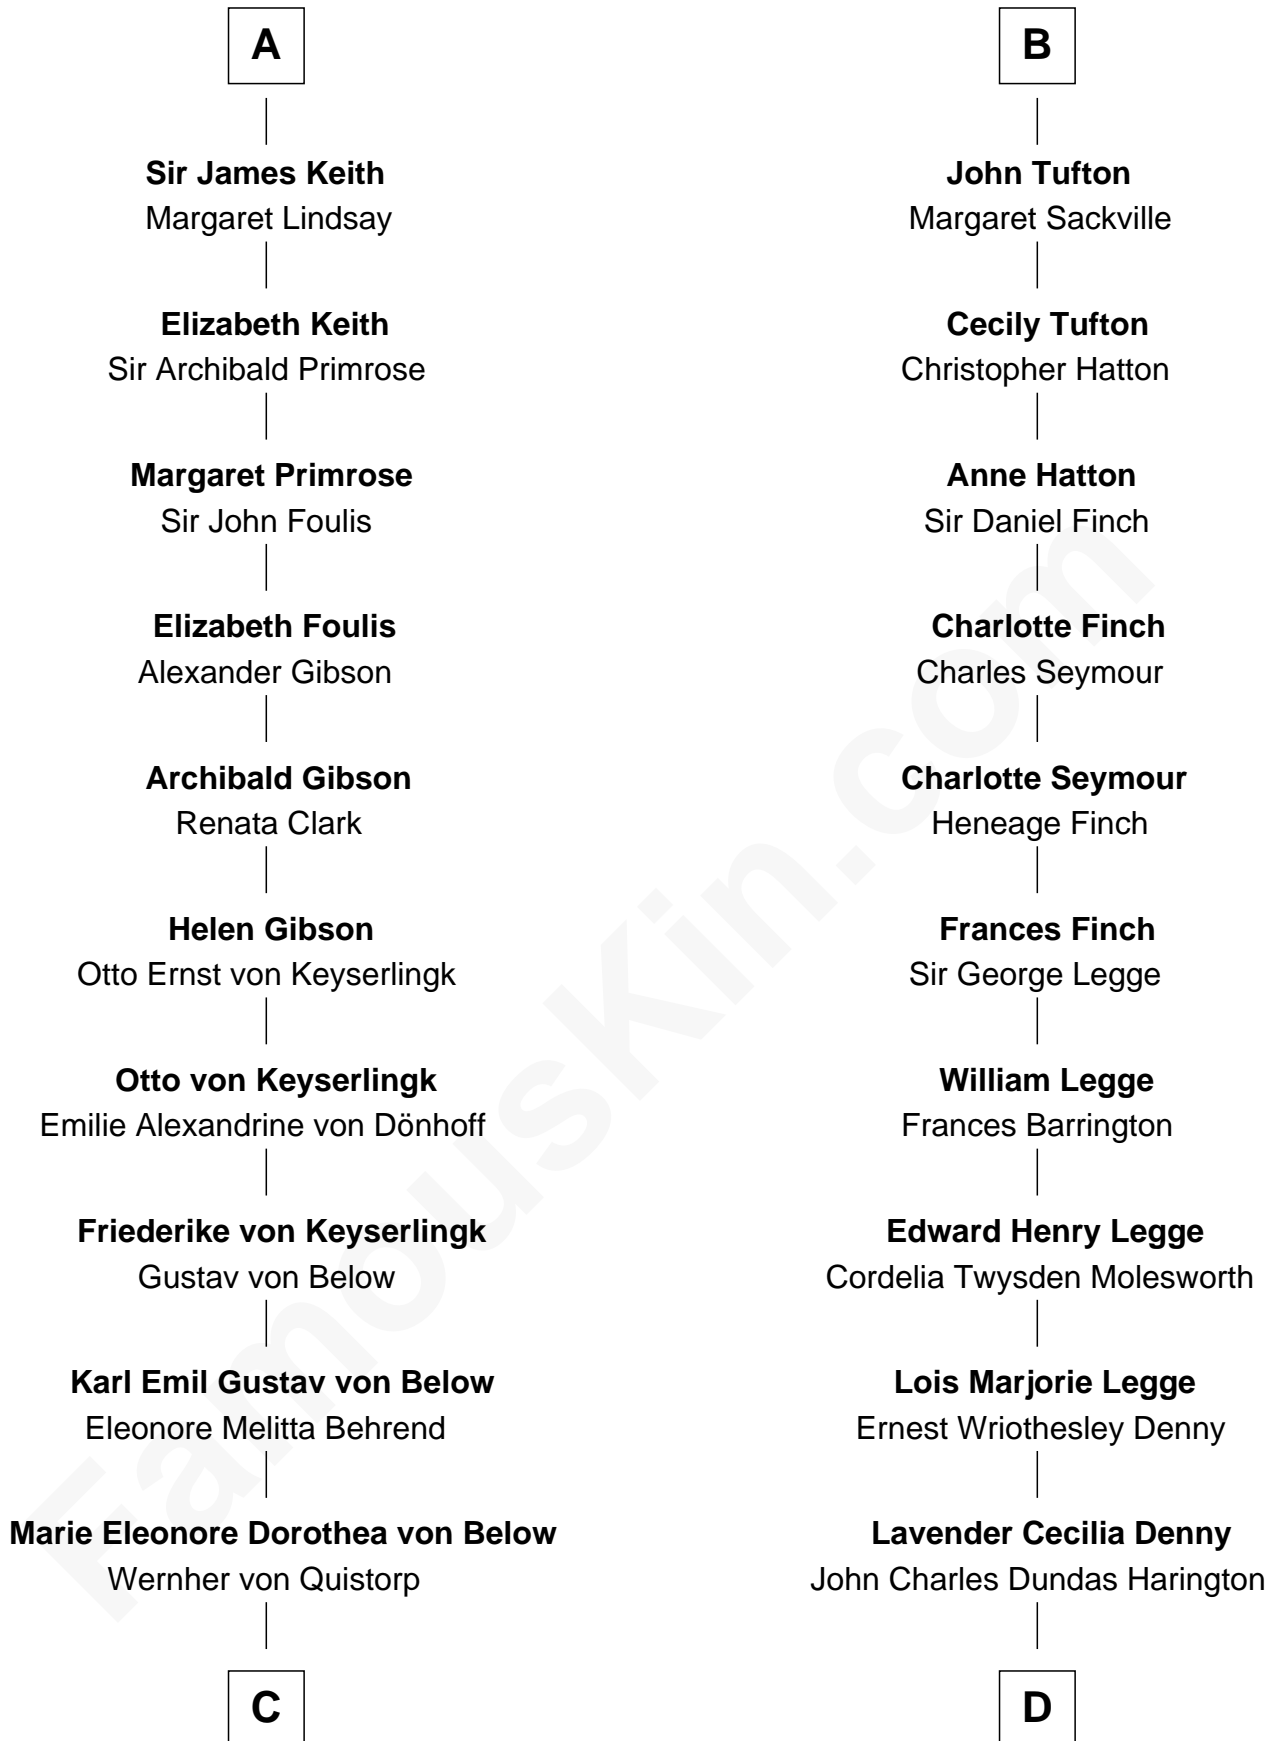 A
Sir James Keith
Margaret Lindsay
Elizabeth Keith
Sir Archibald Primrose
Margaret Primrose
Sir John Foulis
Elizabeth Foulis
Alexander Gibson
Archibald Gibson
Renata Clark
Helen Gibson
Otto Ernst von Keyserlingk
Otto von Keyserlingk
Emilie Alexandrine von Dönhoff
Friederike von Keyserlingk
Gustav von Below
Karl Emil Gustav von Below
Eleonore Melitta Behrend
Marie Eleonore Dorothea von Below
Wernher von Quistorp
C
B
John Tufton
Margaret Sackville
Cecily Tufton
Christopher Hatton
Anne Hatton
Sir Daniel Finch
Charlotte Finch
Charles Seymour
Charlotte Seymour
Heneage Finch
Frances Finch
Sir George Legge
William Legge
Frances Barrington
Edward Henry Legge
Cordelia Twysden Molesworth
Lois Marjorie Legge
Ernest Wriothesley Denny
Lavender Cecilia Denny
John Charles Dundas Harington
D
FamousKin.com